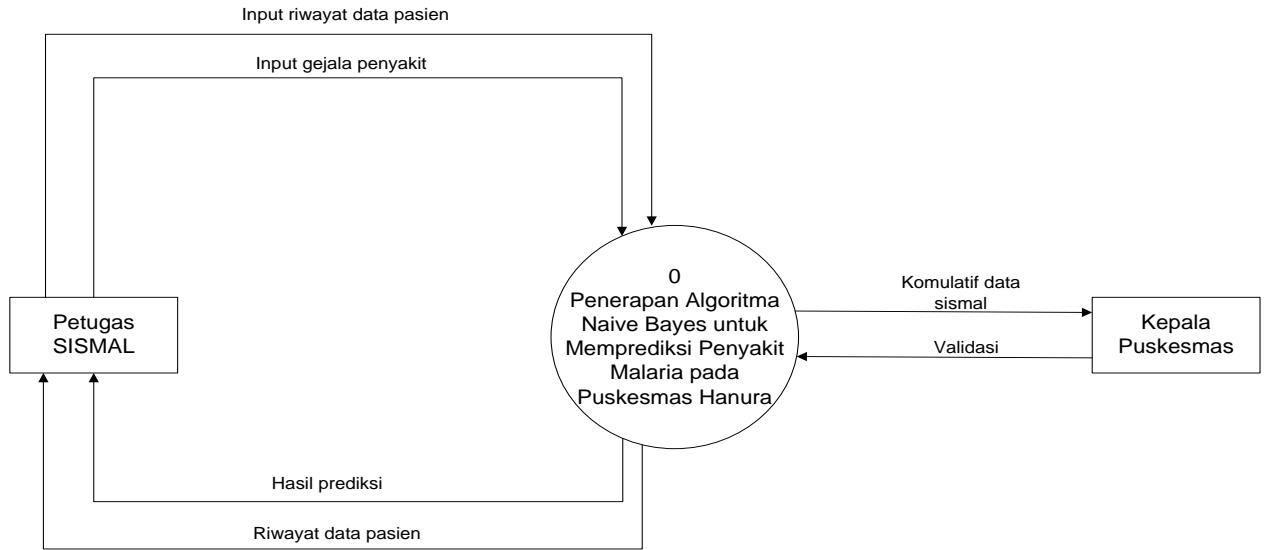 Input riwayat data pasien
Input gejala penyakit
0
Penerapan Algoritma
Naive Bayes untuk
Memprediksi Penyakit
Malaria pada
Puskesmas Hanura
Petugas
SISMAL
Komulatif data
sismal
Validasi
Kepala
Puskesmas
Hasil prediksi
Riwayat data pasien